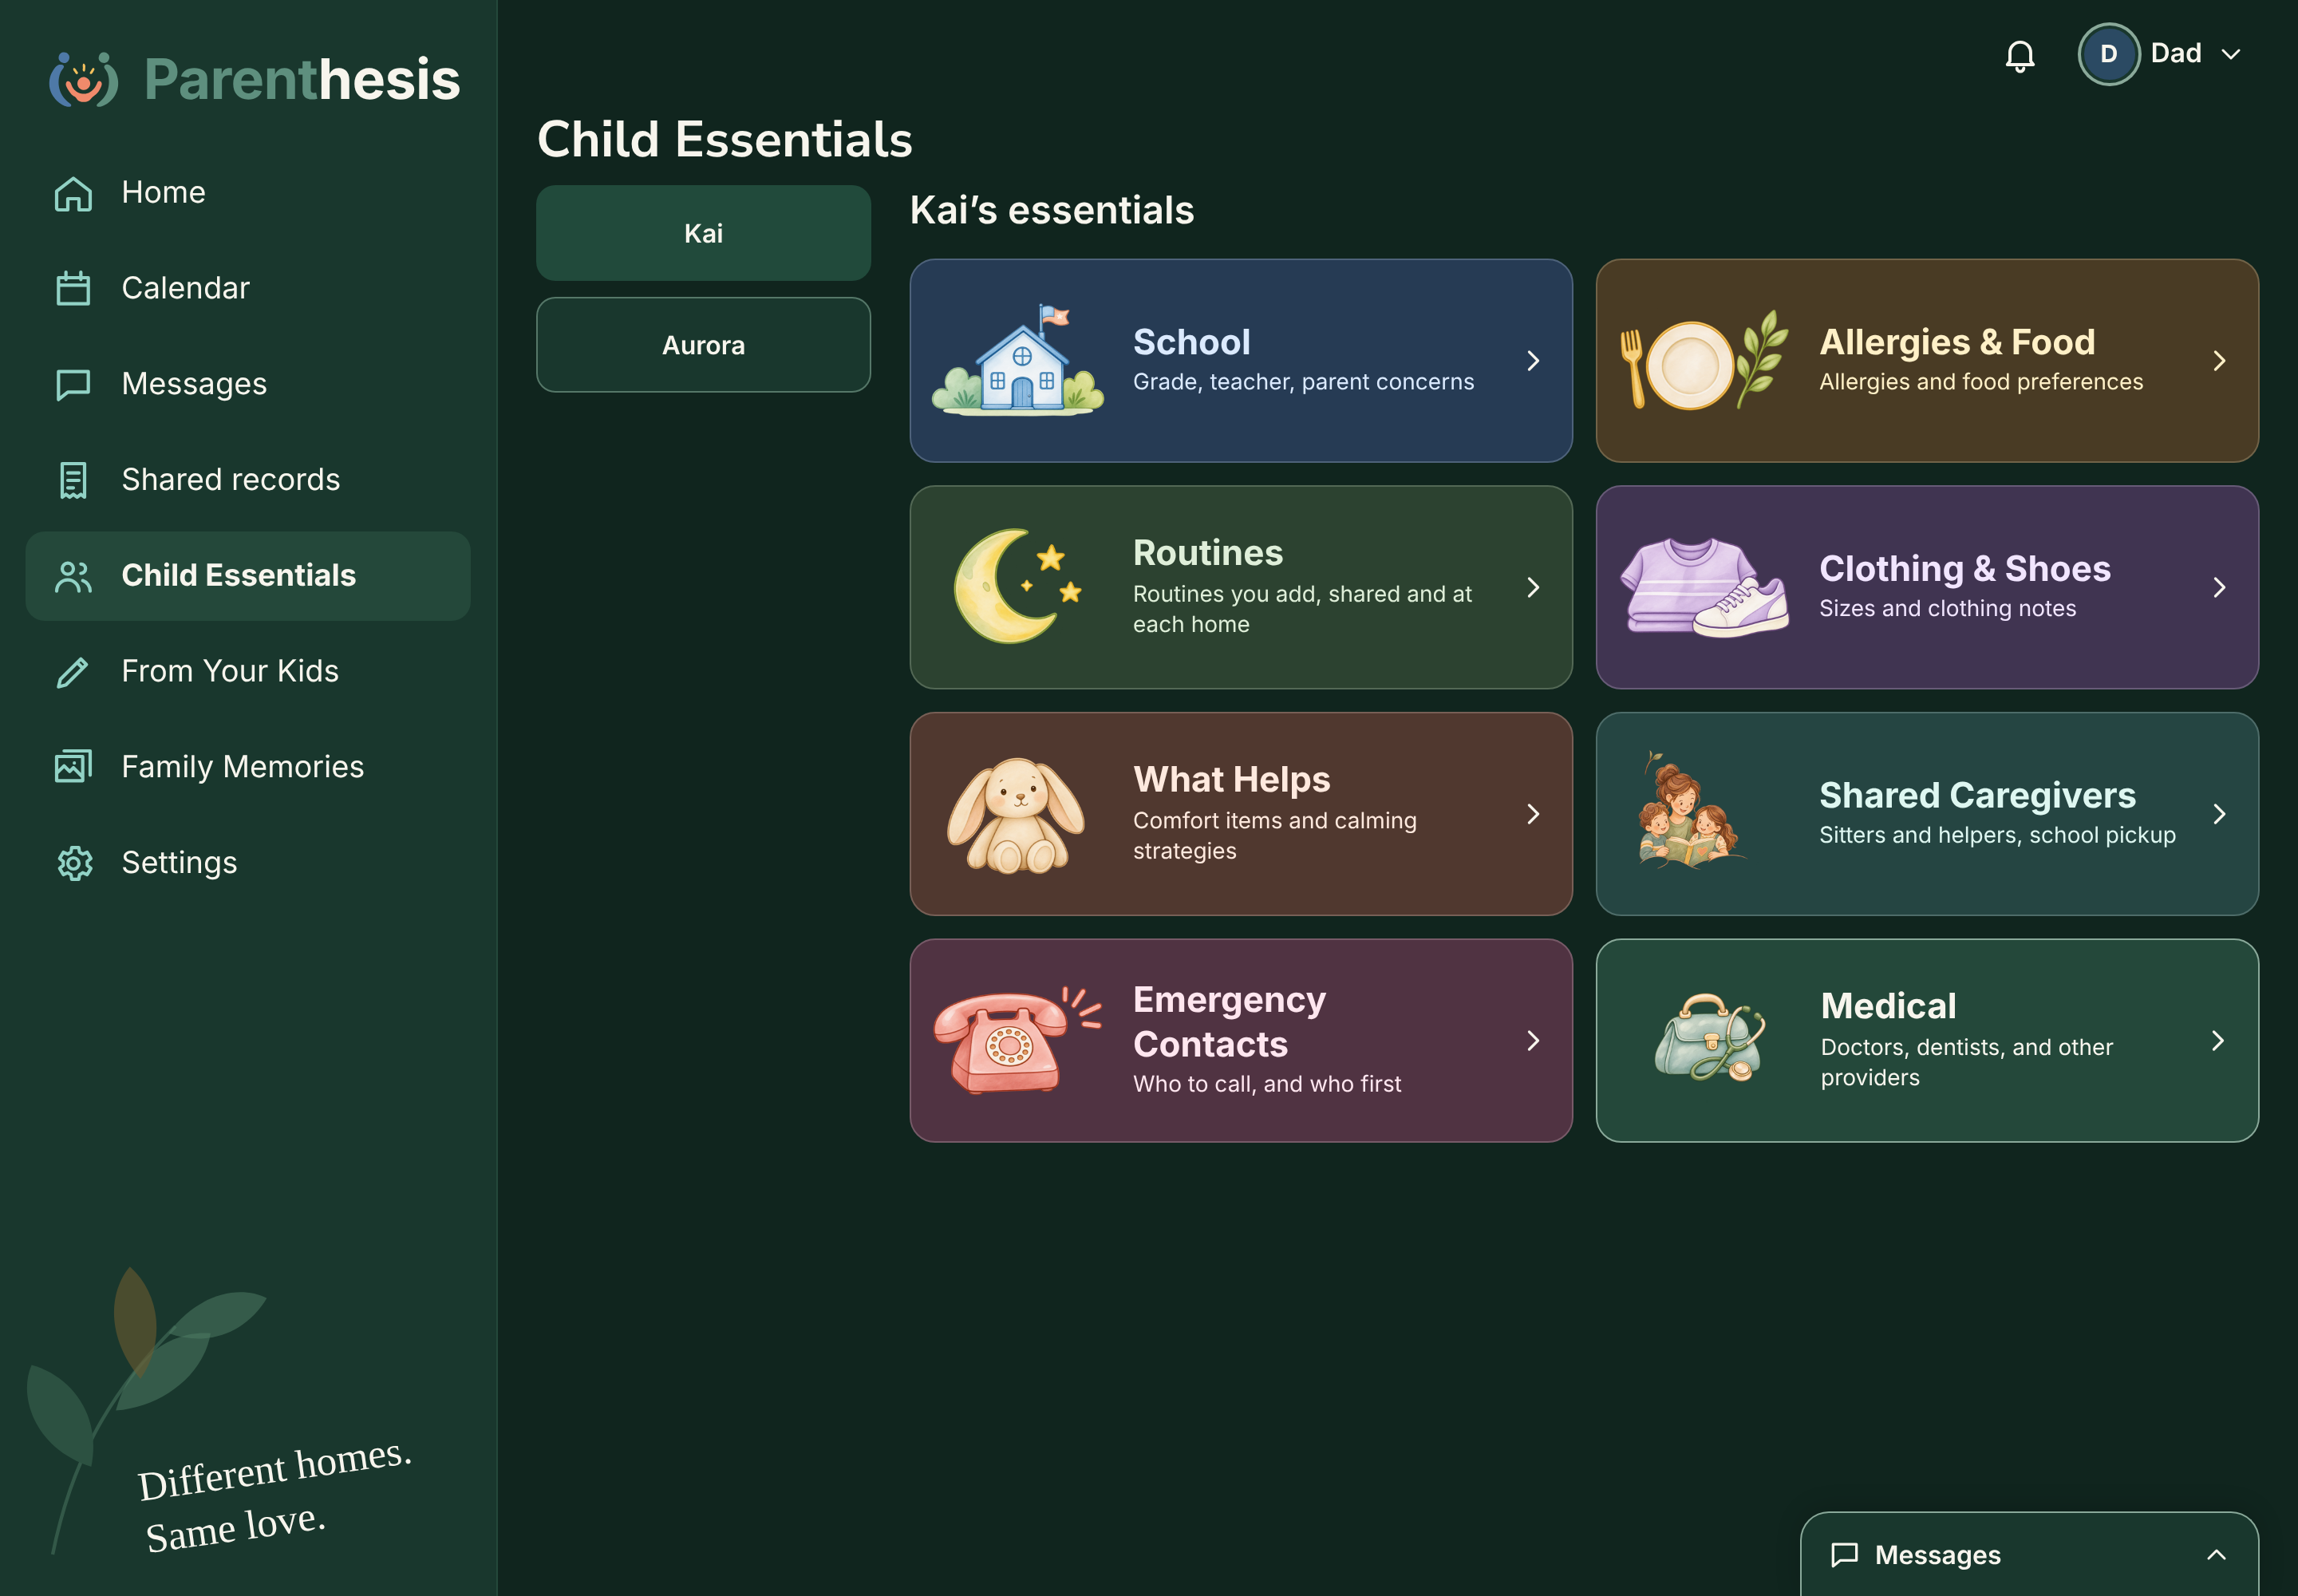 Parenthesis
D Dad
Home
Calendar
Messages
Shared records
Child Essentials
From Your Kids
Family Memories
Settings
Different homes.
Same love.
Child Essentials
Kai
Aurora
Kai’s essentials
School
Grade, teacher, parent concerns
Allergies & Food
Allergies and food preferences
Routines
Routines you add, shared and at
each home
Clothing & Shoes
Sizes and clothing notes
What Helps
Comfort items and calming
strategies
Shared Caregivers
Sitters and helpers, school pickup
Emergency
Contacts
Who to call, and who first
Medical
Doctors, dentists, and other
providers
Messages